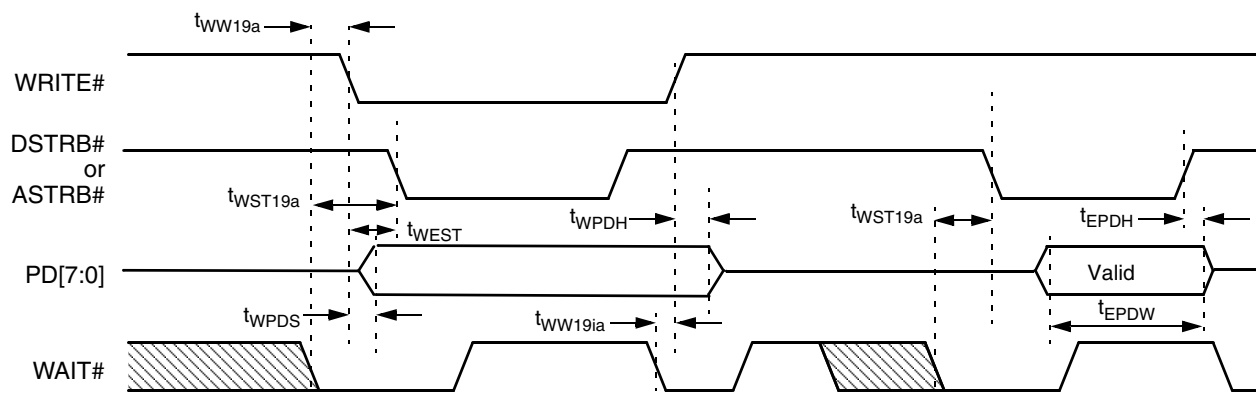 tWW19a
WRITE#
DSTRB#
or
ASTRB#
tWST19a
tWEST
tWPDH
tWST19a
tEPDH
PD[7:0]
Valid
tWPDS
tWW19ia
tEPDW
WAIT#